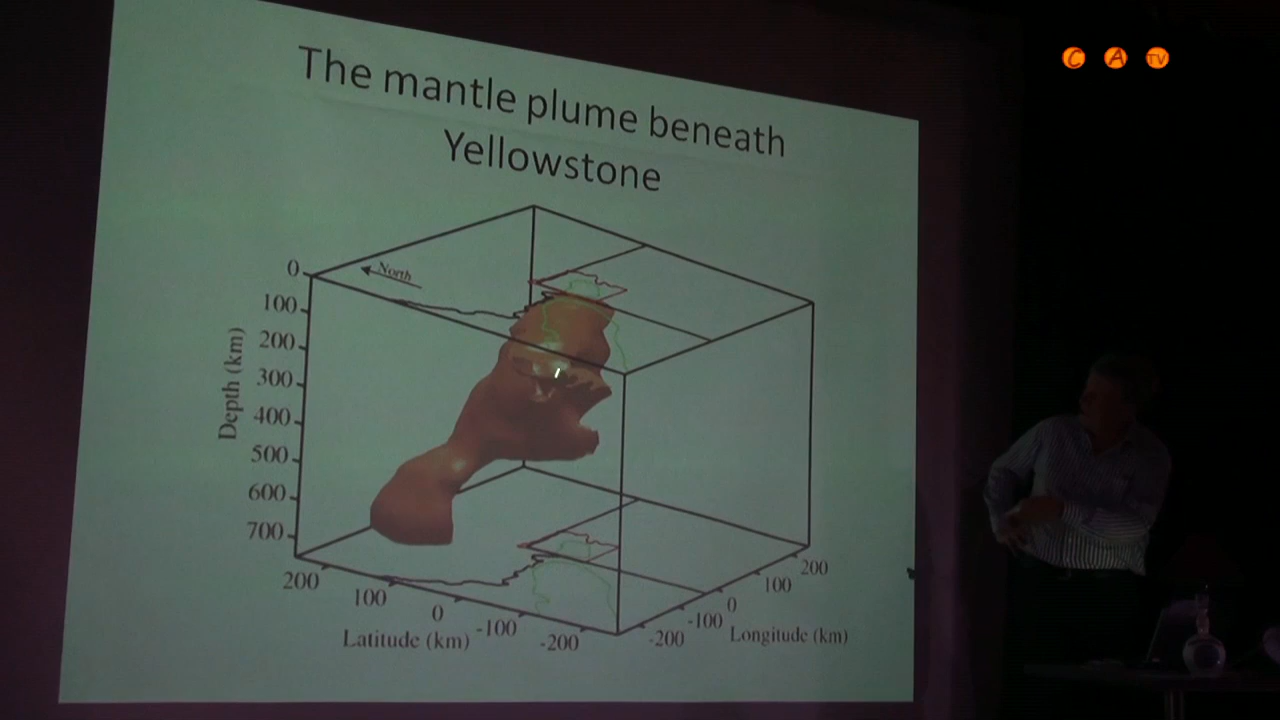 C A TV
The mantle plume beneath
Yellowstone
North
0
100
200
300
400
500
600
700
Depth (km)
200
100
0
-100
-200
Latitude (km)
-200
-100
0
100
200
Longitude (km)